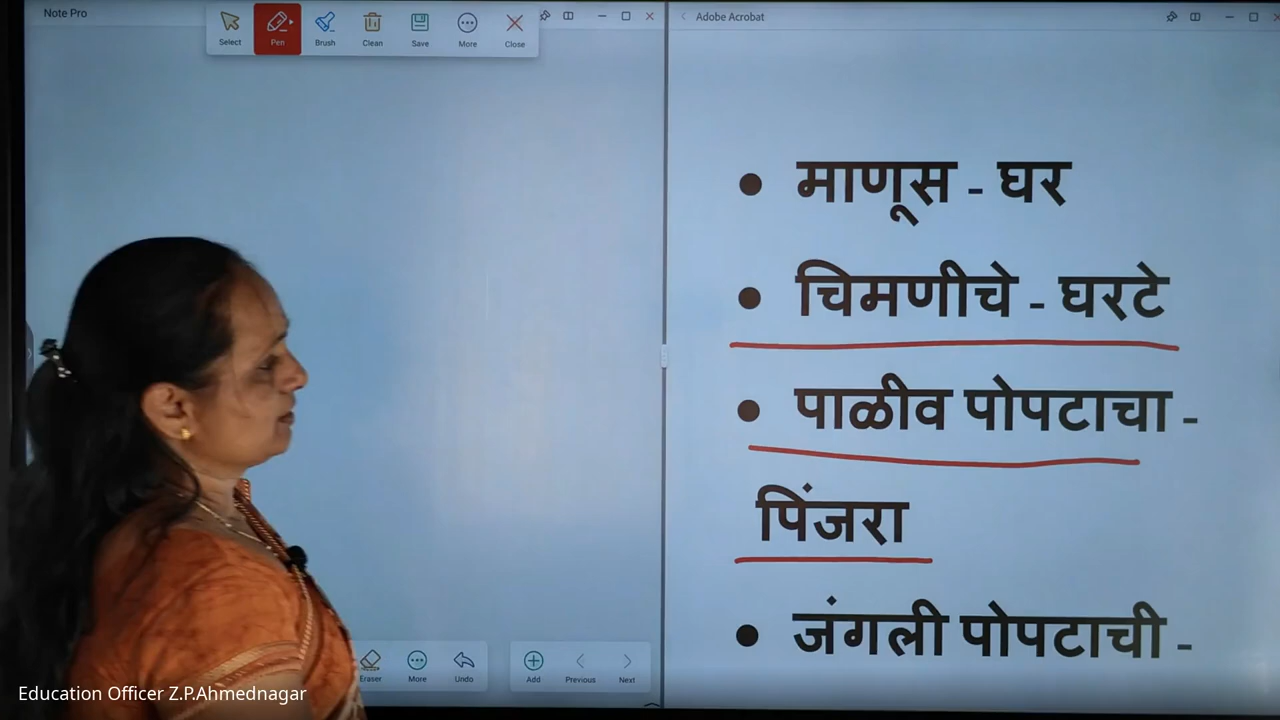 Note Pro
Select
Pen
Brush
Clean
Save
More
Close
Adobe Acrobat
• माणूस - घर
• चिमणीचे - घरटे
• पाळीव पोपटाचा -
पिंजरा
• जंगली पोपटाची -
Eraser
More
Undo
Add
Previous
Next
Education Officer Z.P.Ahmednagar